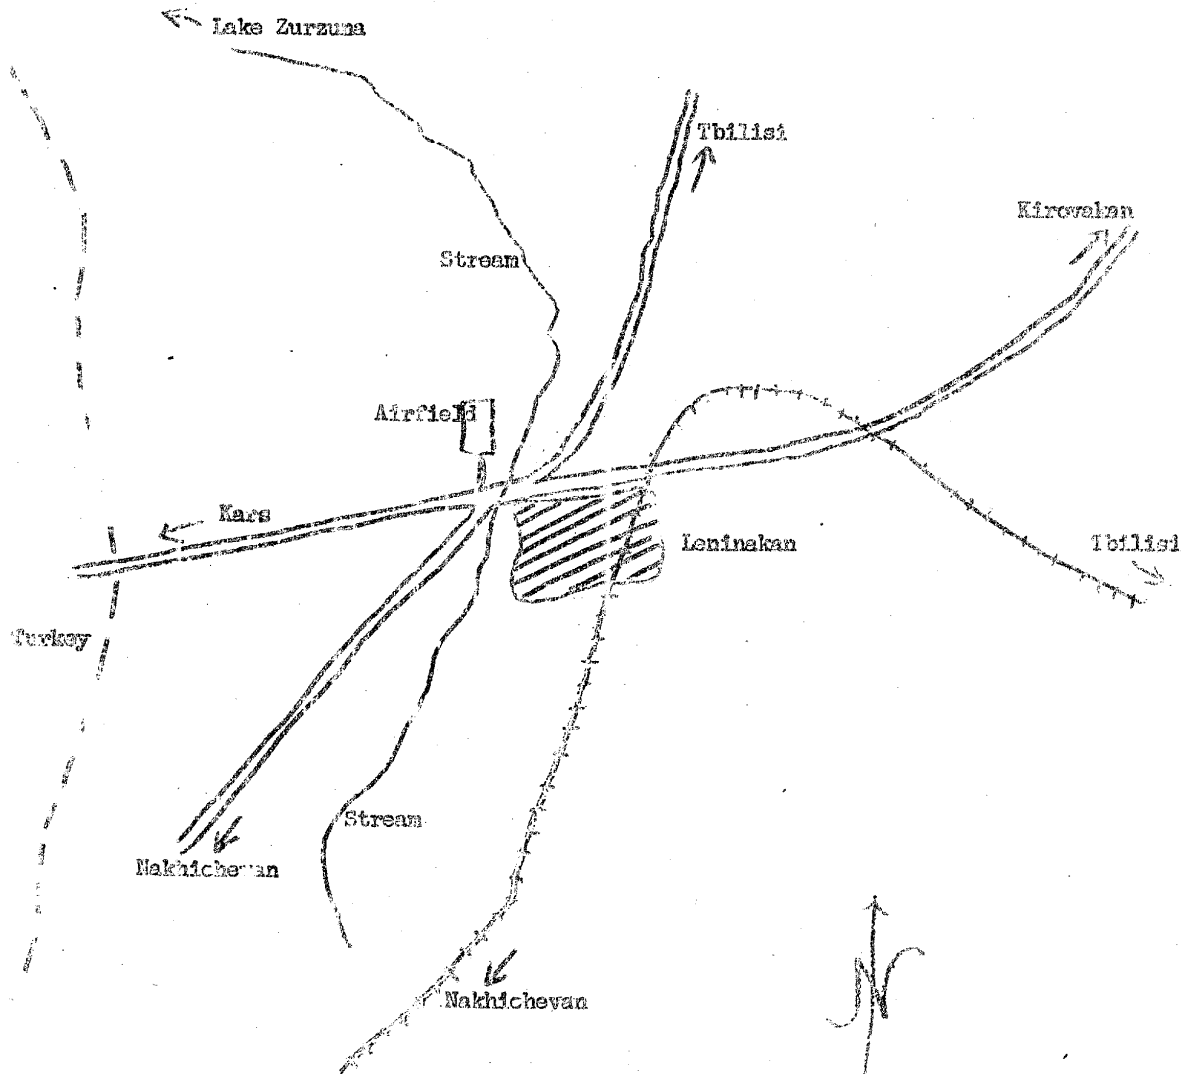 Lake Zurzuna
Tbilisi
Kirovakan
Stream
Airfield
Kars
Leninakan
Tbilisi
Turkey
Stream
Nakhichevan
Nakhichevan
N